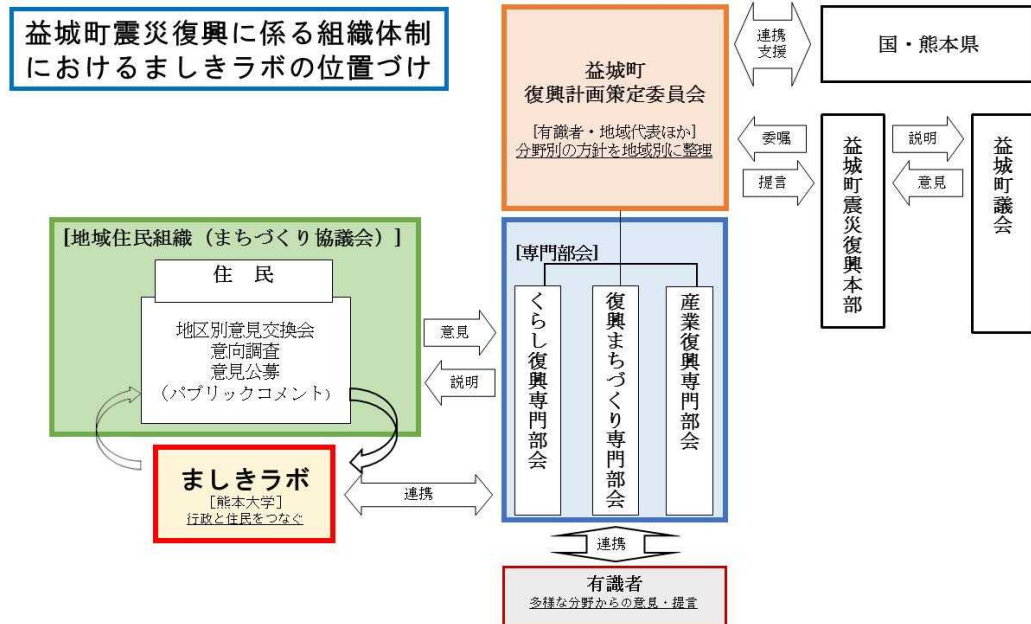 益城町震災復興に係る組織体制
におけるましきラボの位置づけ
益城町
復興計画策定委員会
[有識者・地域代表ほか]
分野別の方針を地域別に整理
連携
支援
国・熊本県
委嘱
提言
益城町震災復興本部
説明
意見
益城町議会
[地域住民組織（まちづくり協議会）]
住 民
地区別意見交換会
意向調査
意見公募
（パブリックコメント）
意見
説明
[専門部会]
くらし復興専門部会
復興まちづくり専門部会
産業復興専門部会
ましきラボ
[熊本大学]
行政と住民をつなぐ
連携
連携
有識者
多様な分野からの意見・提言